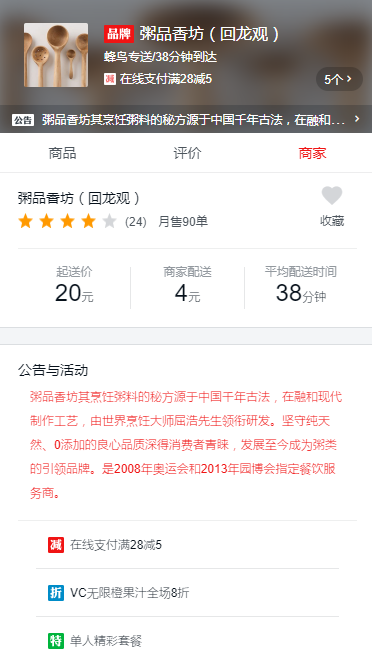 品牌 粥品香坊（回龙观）
蜂鸟专送/38分钟到达
减 在线支付满28减5
5个 >
公告 粥品香坊其烹饪粥料的秘方源于中国千年古法，在融和... >
商品 评价 商家
粥品香坊（回龙观）
(24) 月售90单 收藏
起送价 商家配送 平均配送时间
20元 4元 38分钟
公告与活动
粥品香坊其烹饪粥料的秘方源于中国千年古法，在融和现代
制作工艺，由世界烹饪大师屈浩先生领衔研发。坚守纯天
然、0添加的良心品质深得消费者青睐，发展至今成为粥类
的引领品牌。是2008年奥运会和2013年园博会指定餐饮服
务商。
减 在线支付满28减5
折 VC无限橙果汁全场8折
特 单人精彩套餐